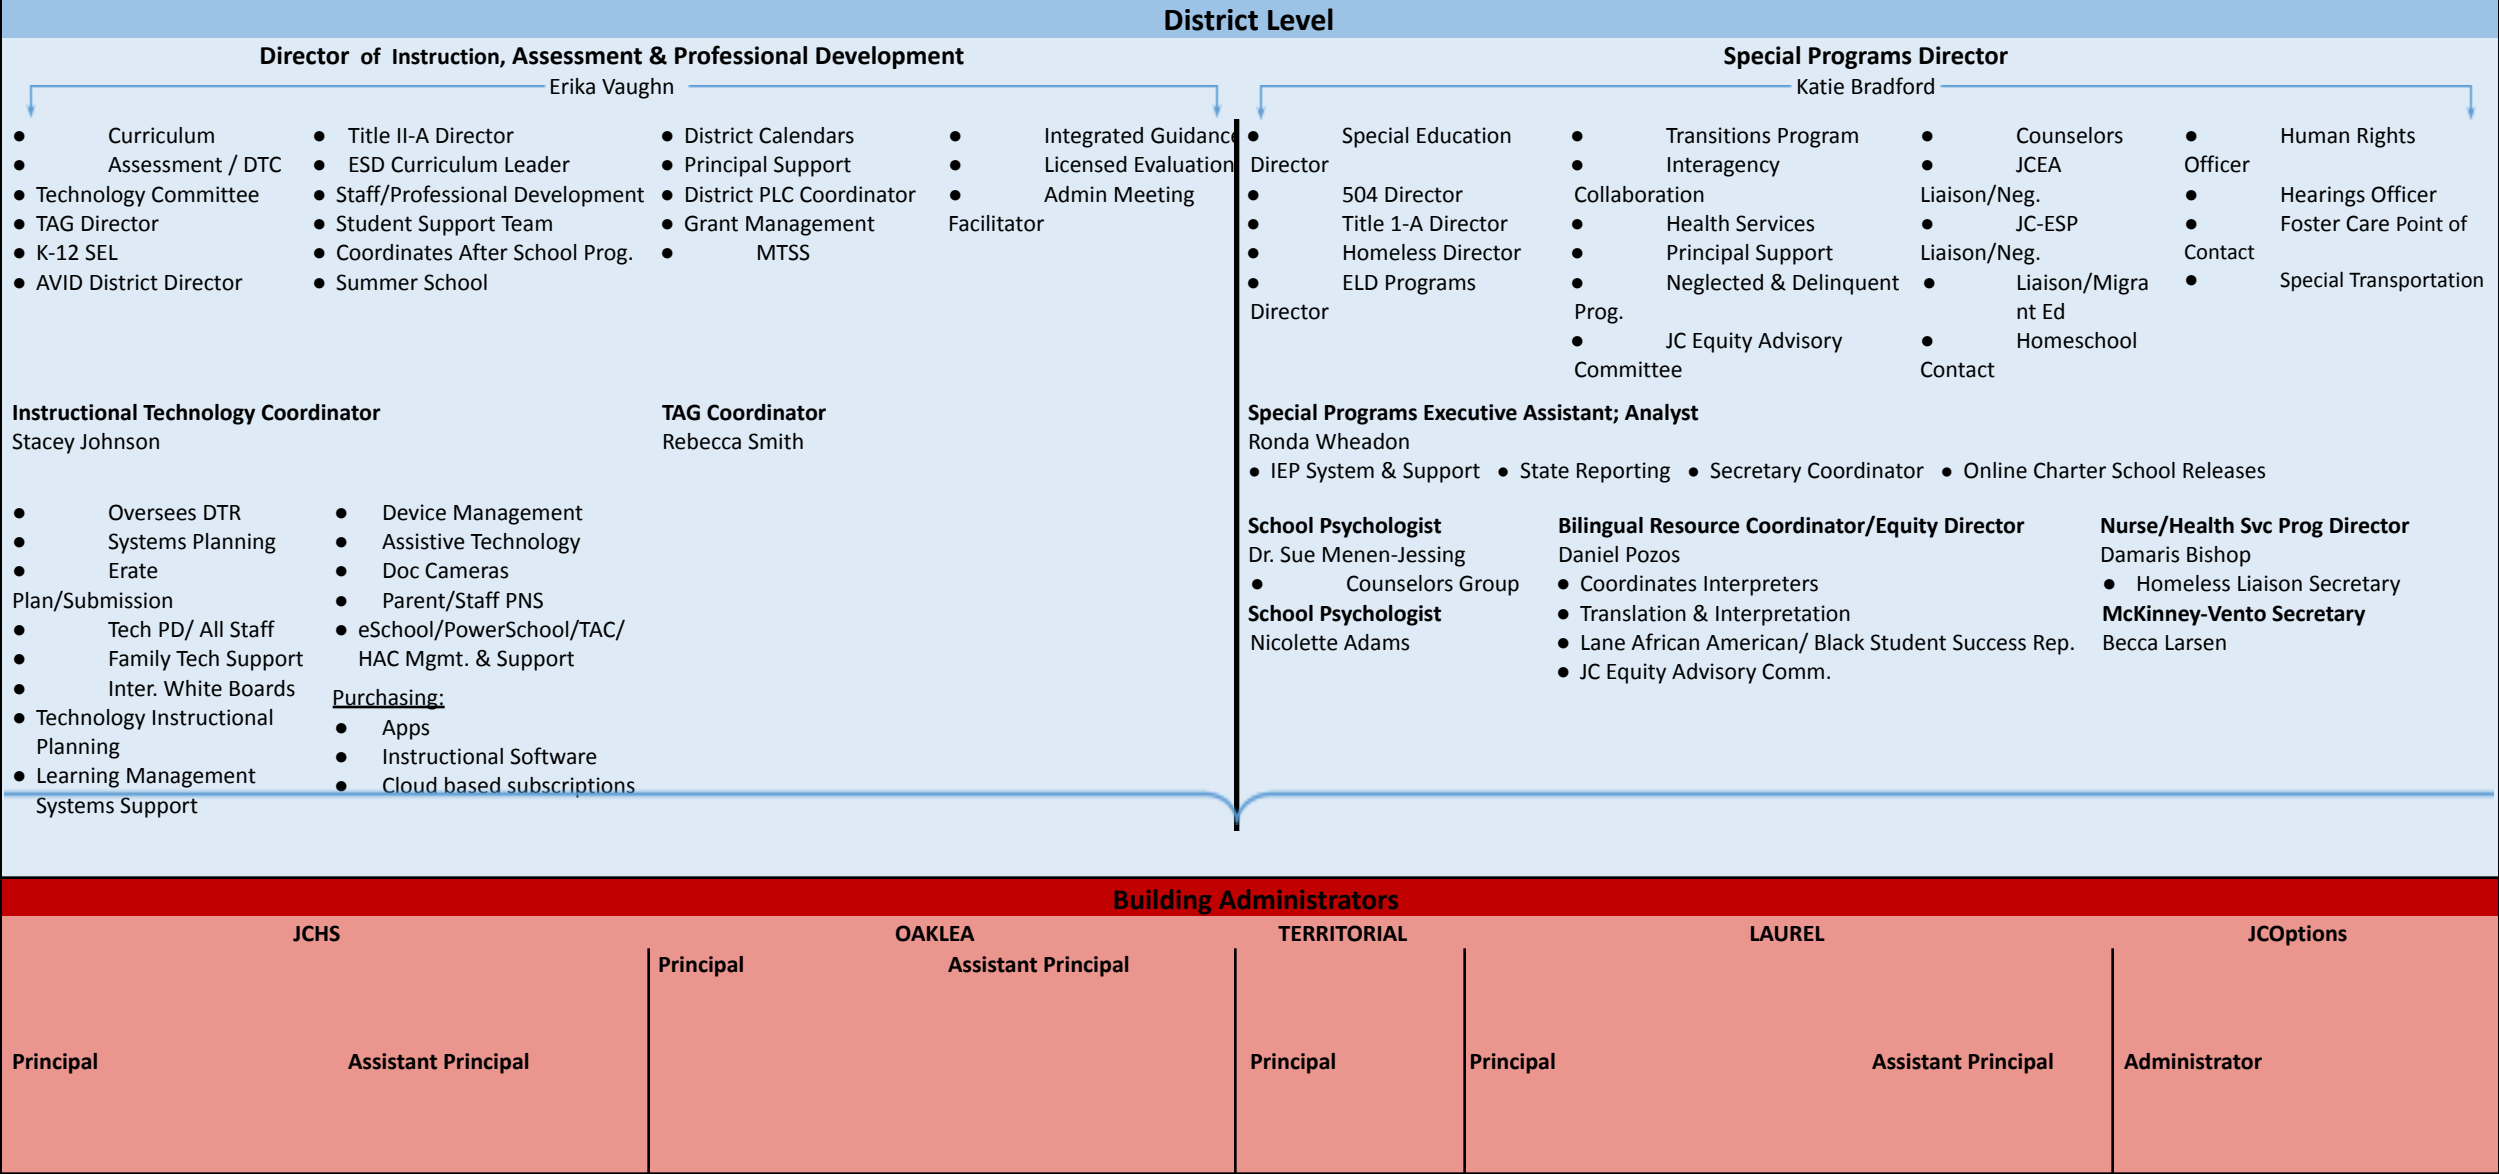 District Level
Director of Instruction, Assessment & Professional Development
Erika Vaughn
● Curriculum
● Assessment / DTC
● Technology Committee
● TAG Director
● K-12 SEL
● AVID District Director
● Title II-A Director
● ESD Curriculum Leader
● Staff/Professional Development
● Student Support Team
● Coordinates After School Prog.
● Summer School
● District Calendars
● Principal Support
● District PLC Coordinator
● Grant Management
● MTSS
● Integrated Guidance
● Licensed Evaluation
● Admin Meeting
Facilitator
Instructional Technology Coordinator
Stacey Johnson
TAG Coordinator
Rebecca Smith
● Oversees DTR
● Systems Planning
● Erate
Plan/Submission
● Tech PD/ All Staff
● Family Tech Support
● Inter. White Boards
● Technology Instructional
Planning
● Learning Management
Systems Support
● Device Management
● Assistive Technology
● Doc Cameras
● Parent/Staff PNS
● eSchool/PowerSchool/TAC/
HAC Mgmt. & Support
Purchasing:
● Apps
● Instructional Software
● Cloud based subscriptions
Special Programs Director
Katie Bradford
● Special Education
Director
● 504 Director
● Title 1-A Director
● Homeless Director
● ELD Programs
Director
● Transitions Program
● Interagency
Collaboration
● Health Services
● Principal Support
● Neglected & Delinquent
Prog.
● JC Equity Advisory
Committee
● Counselors
● JCEA
Liaison/Neg.
● JC-ESP
Liaison/Neg.
● Liaison/Migra
nt Ed
● Homeschool
Contact
● Human Rights
Officer
● Hearings Officer
● Foster Care Point of
Contact
● Special Transportation
Special Programs Executive Assistant; Analyst
Ronda Wheadon
● IEP System & Support ● State Reporting ● Secretary Coordinator ● Online Charter School Releases
School Psychologist
Dr. Sue Menen-Jessing
● Counselors Group
School Psychologist
Nicolette Adams
Bilingual Resource Coordinator/Equity Director
Daniel Pozos
● Coordinates Interpreters
● Translation & Interpretation
● Lane African American/ Black Student Success Rep.
● JC Equity Advisory Comm.
Nurse/Health Svc Prog Director
Damaris Bishop
● Homeless Liaison Secretary
McKinney-Vento Secretary
Becca Larsen
Building Administrators
JCHS
Principal Assistant Principal
OAKLEA
Principal Assistant Principal
TERRITORIAL
Principal
LAUREL
Principal Assistant Principal
JCOptions
Administrator